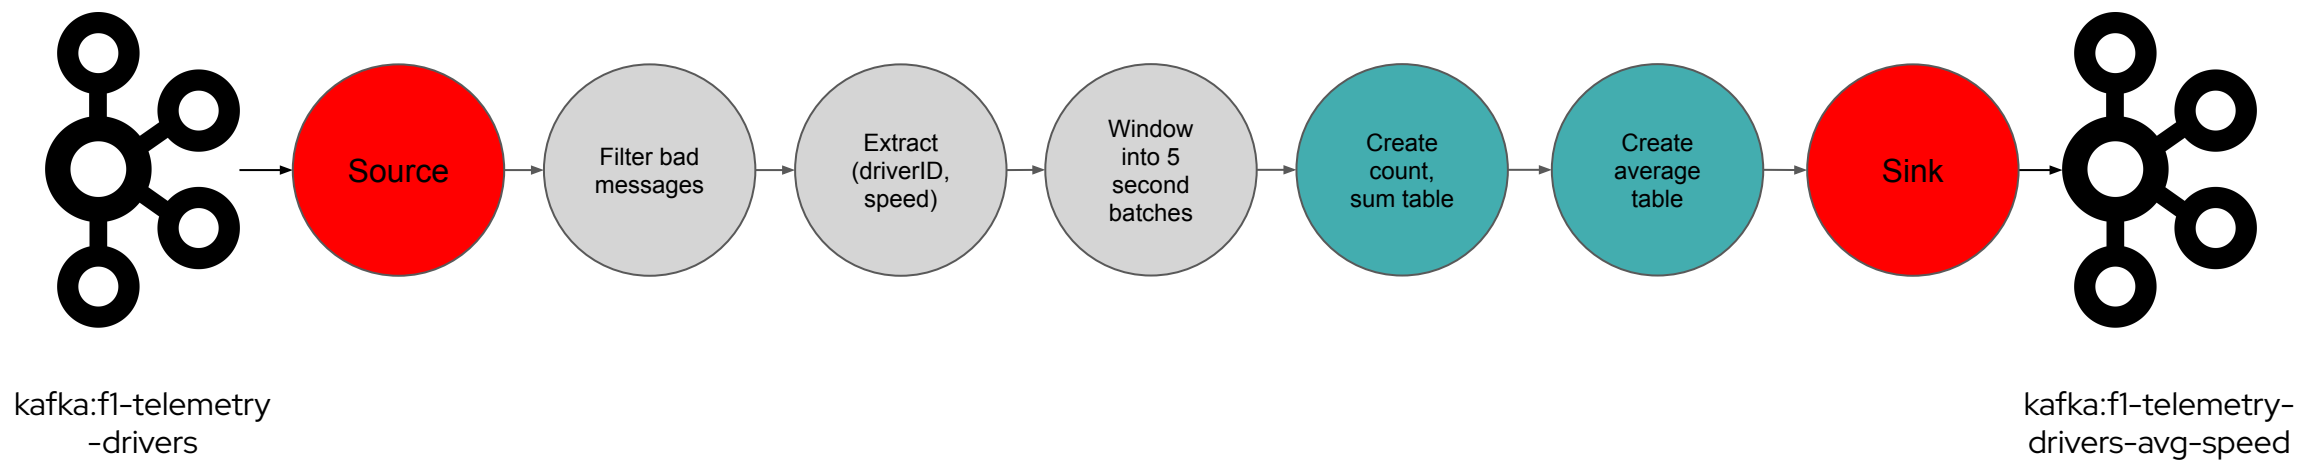 Source
Filter bad
messages
Extract
(driverID,
speed)
Window
into 5
second
batches
Create
count,
sum table
Create
average
table
Sink
kafka:f1-telemetry
-drivers
kafka:f1-telemetry-
drivers-avg-speed